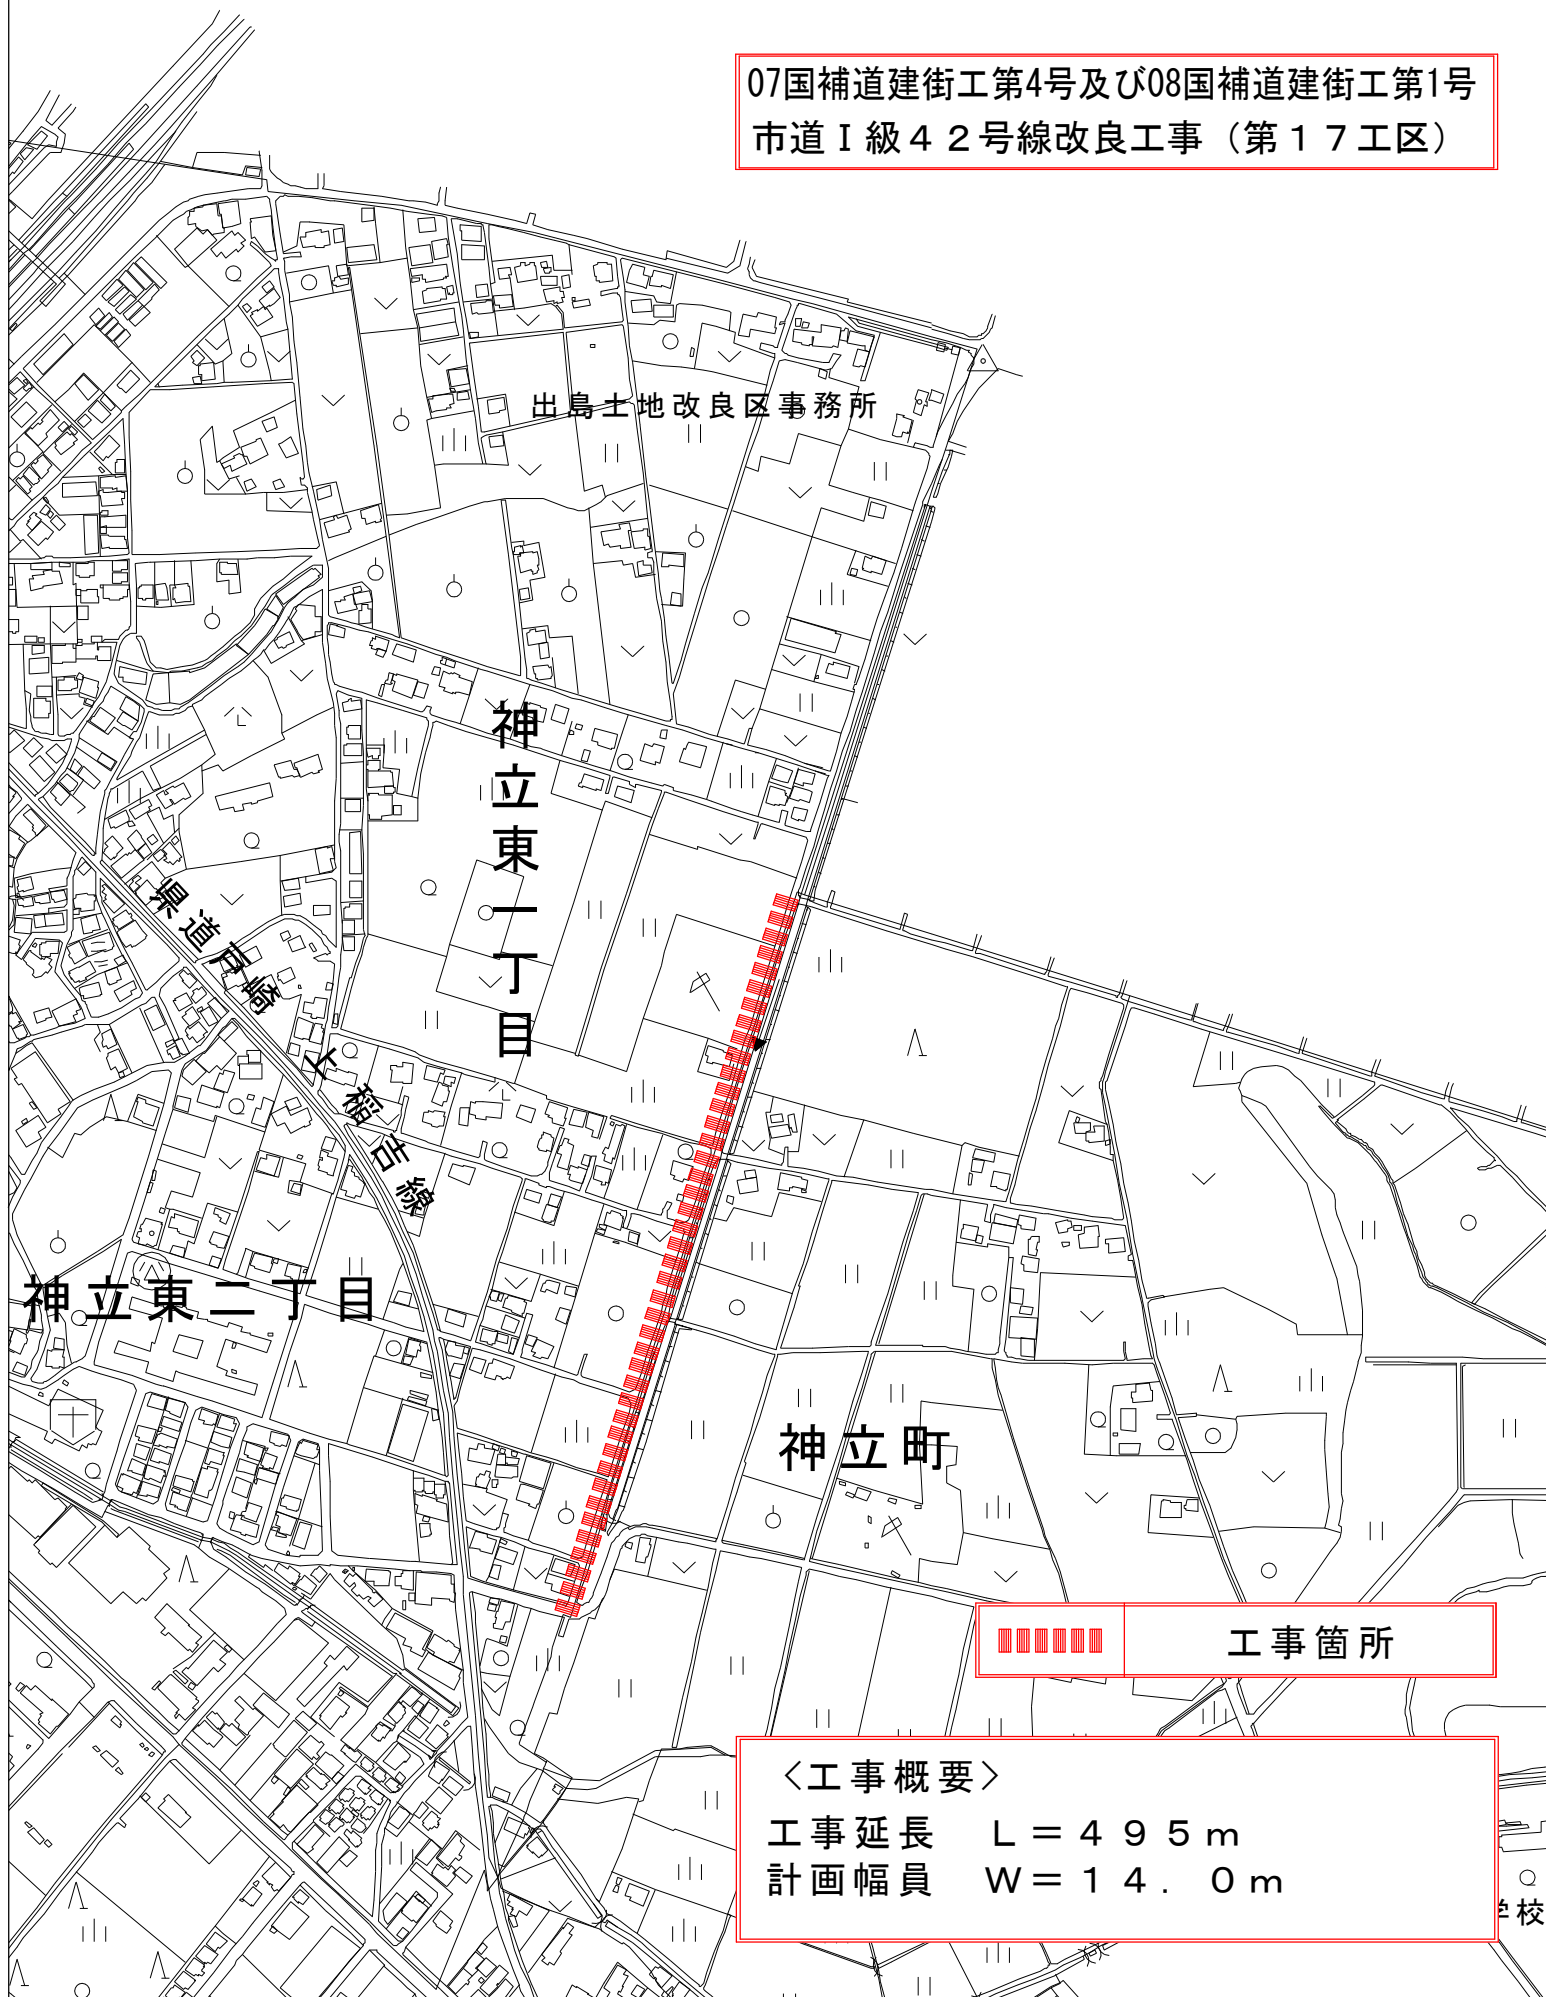 07国補道建街工第4号及び08国補道建街工第1号
市道Ⅰ級４２号線改良工事（第１７工区）
出島土地改良区事務所
神立東一丁目
県道戸崎上稲吉線
神立東二丁目
神立町
工事箇所
＜工事概要＞
工事延長　Ｌ＝４９５ｍ
計画幅員　Ｗ＝１４．０ｍ
学校